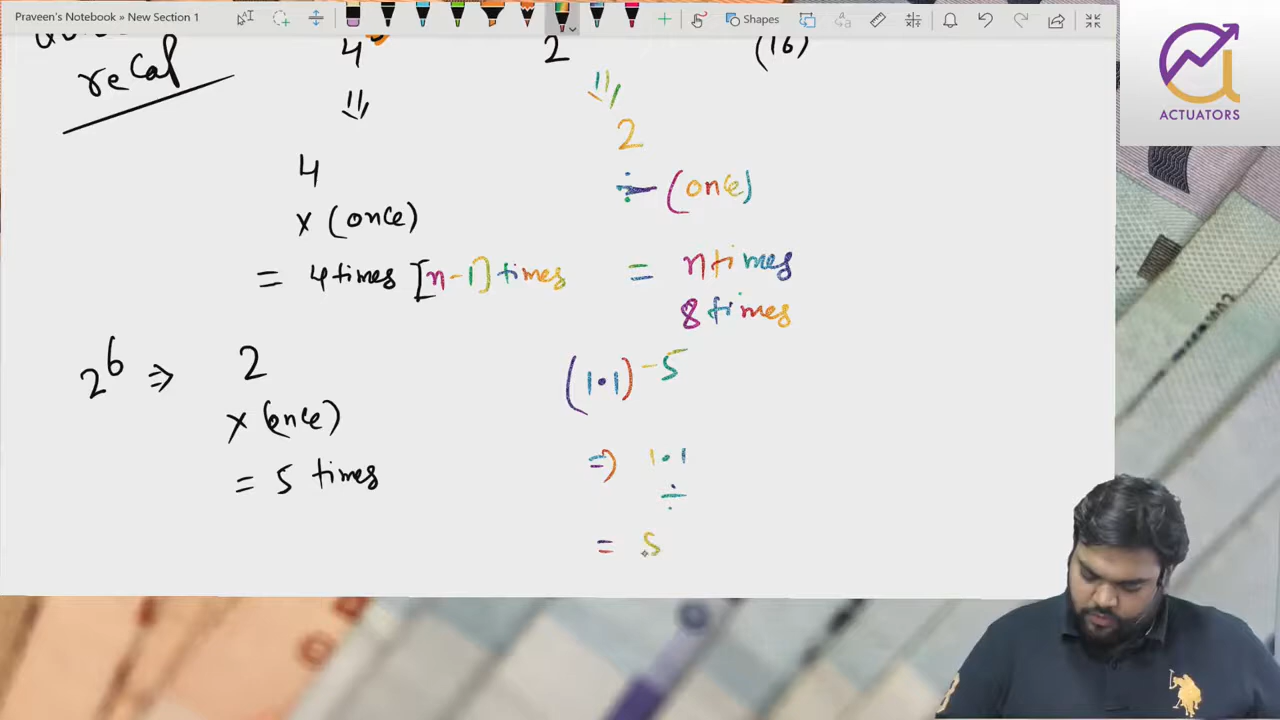 Praveen's Notebook » New Section 1
Shapes
ACTUATORS
recal
4
2
(16)
4
× (once)
= 4 times [n-1] times
2
÷ (once)
= n times
8 times
2^6 ⇒ 2
× (once)
= 5 times
(1.1)^-5
⇒ 1.1
÷
= 5